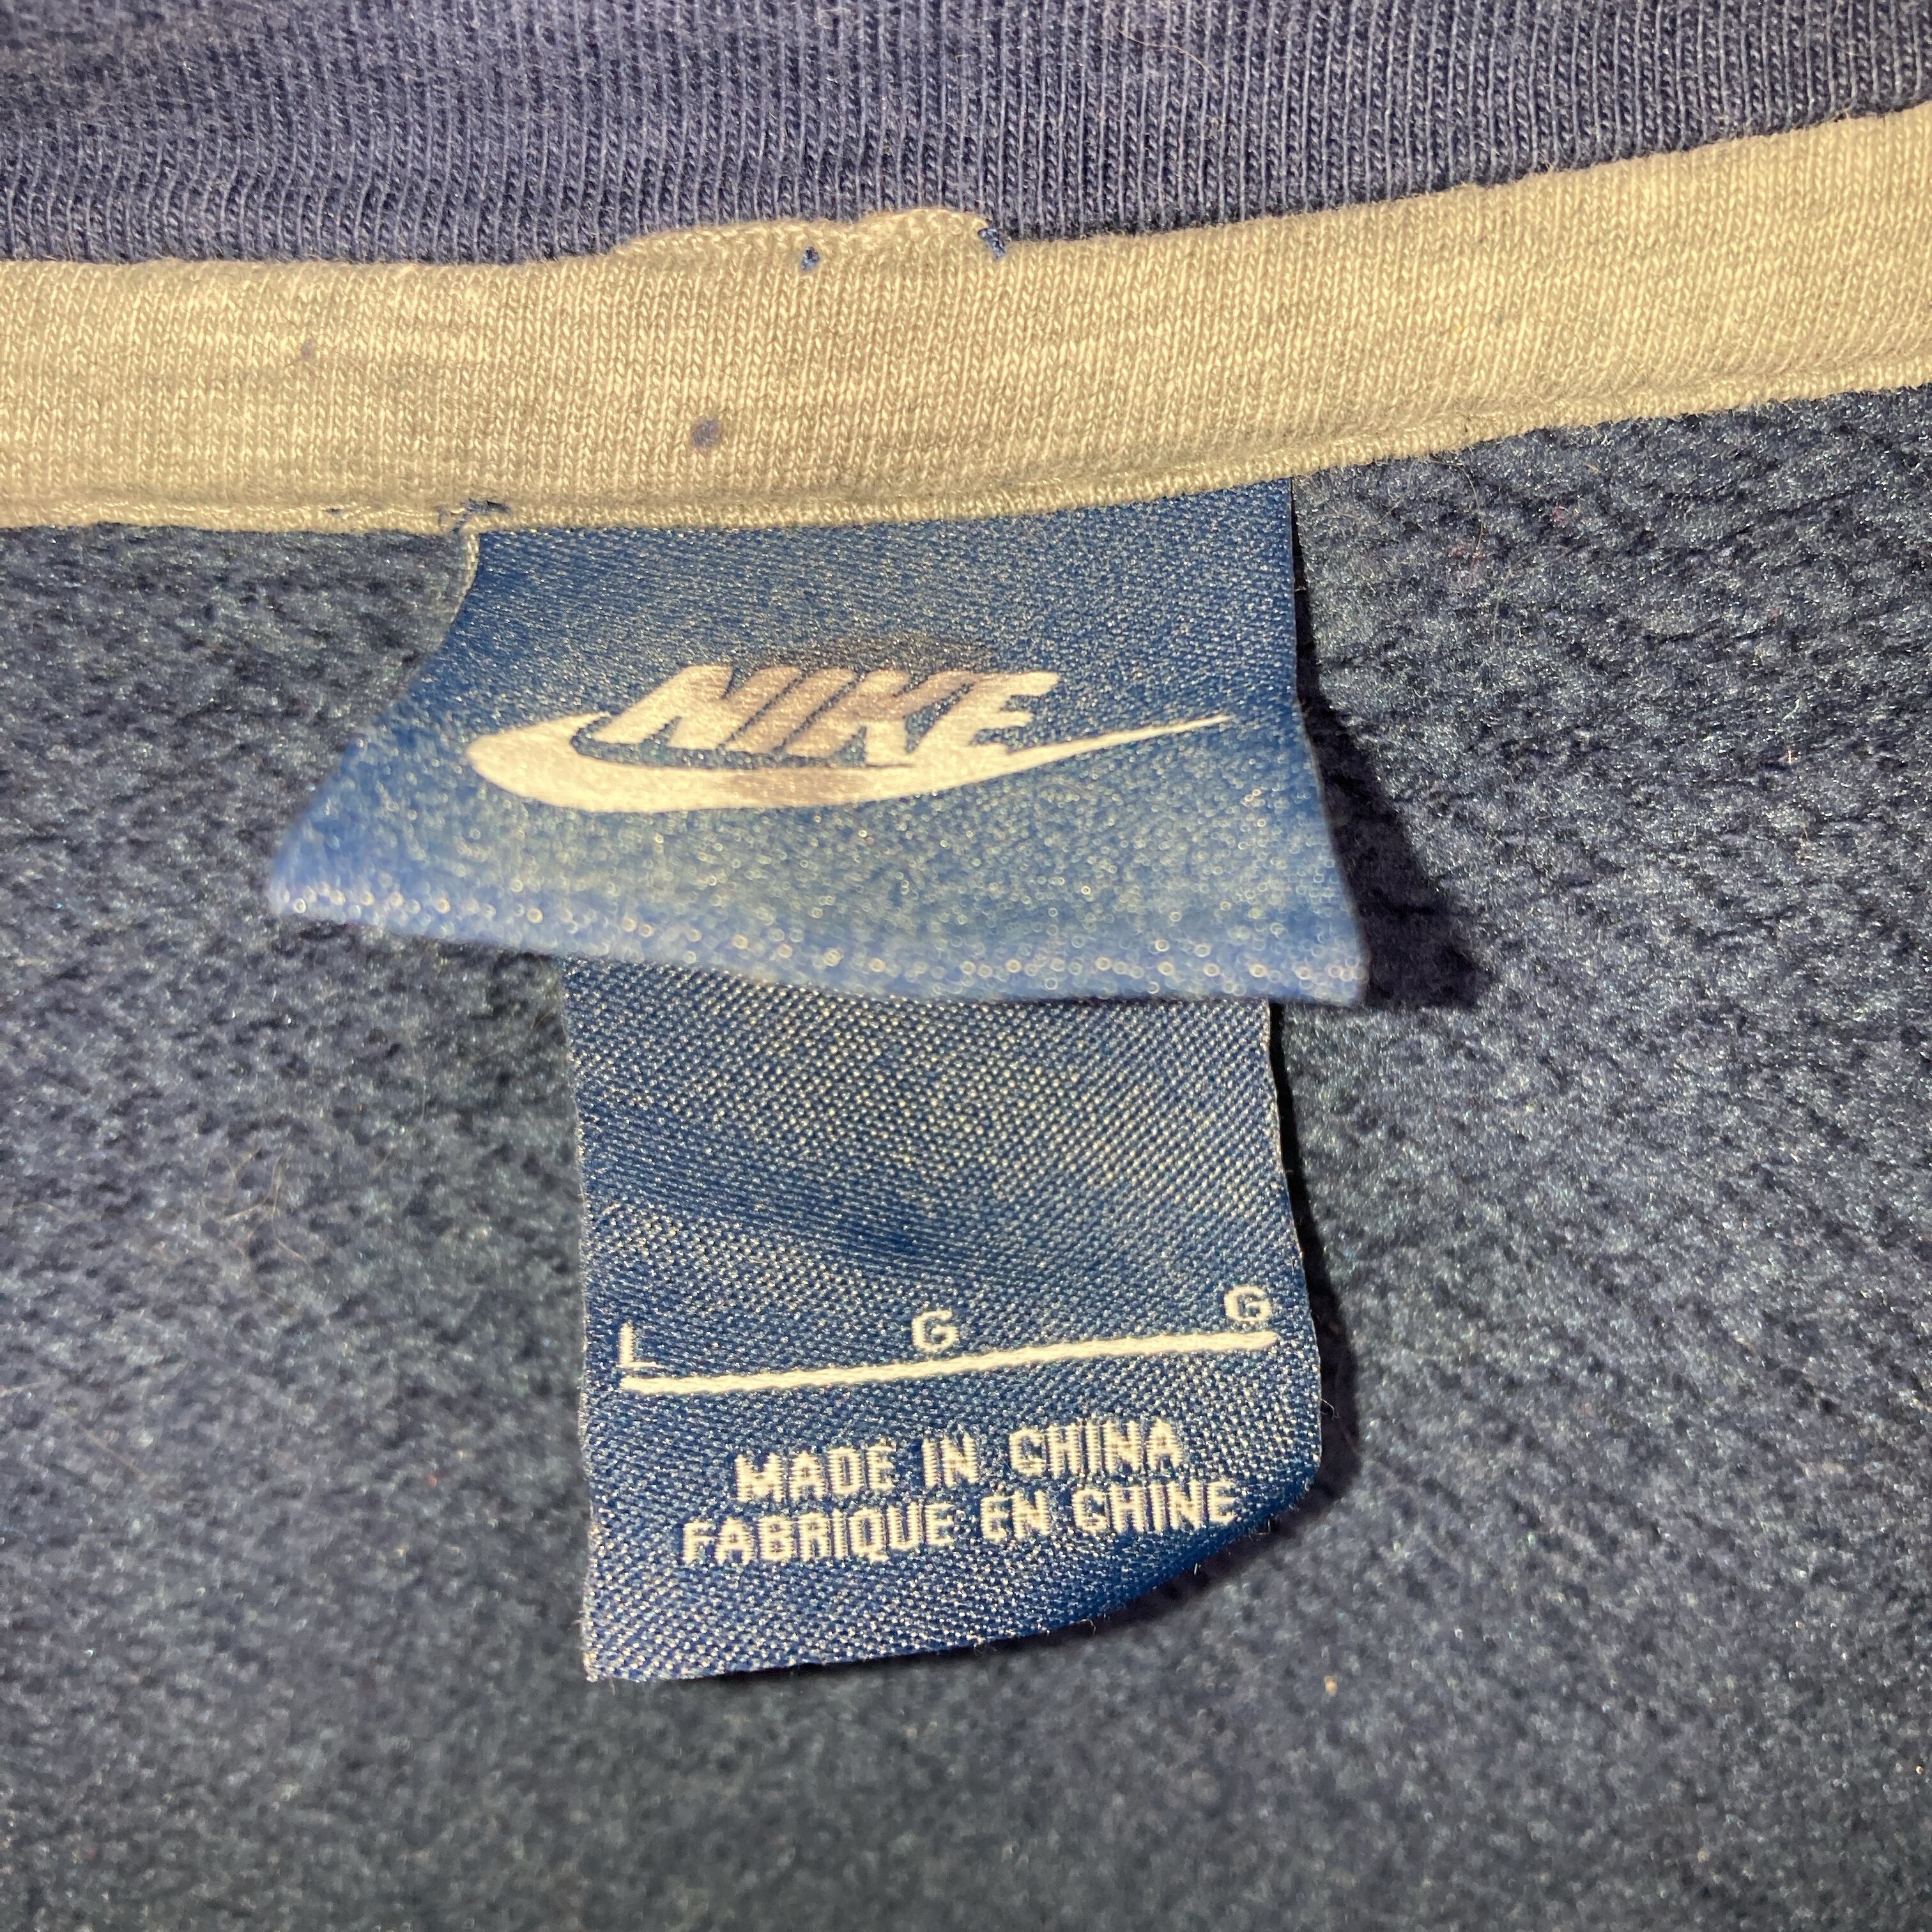 NIKE
L G G
MADE IN CHINA
FABRIQUE EN CHINE